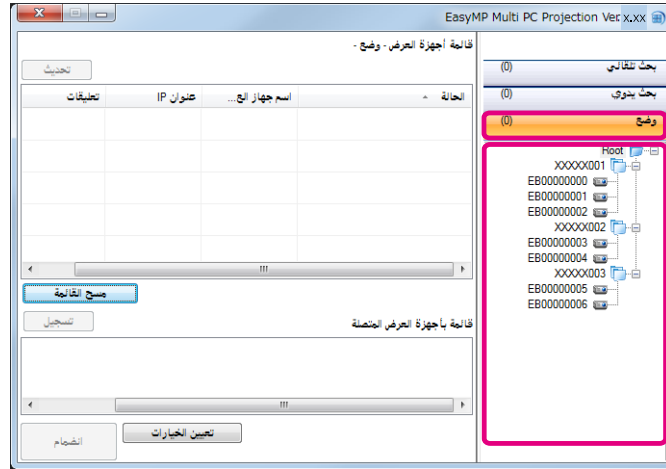 EasyMP Multi PC Projection Ver x.xx
بحث تلقائي (0)
بحث يدوي (0)
وضع (0)
Root
XXXXX001
EB00000000
EB00000001
EB00000002
XXXXX002
EB00000003
EB00000004
XXXXX003
EB00000005
EB00000006
قائمة أجهزة العرض - وضع -
تحديث
الحالة اسم جهاز الع... عنوان IP تعليقات
مسح القائمة
تسجيل
قائمة بأجهزة العرض المتصلة
تعيين الخيارات
انضمام